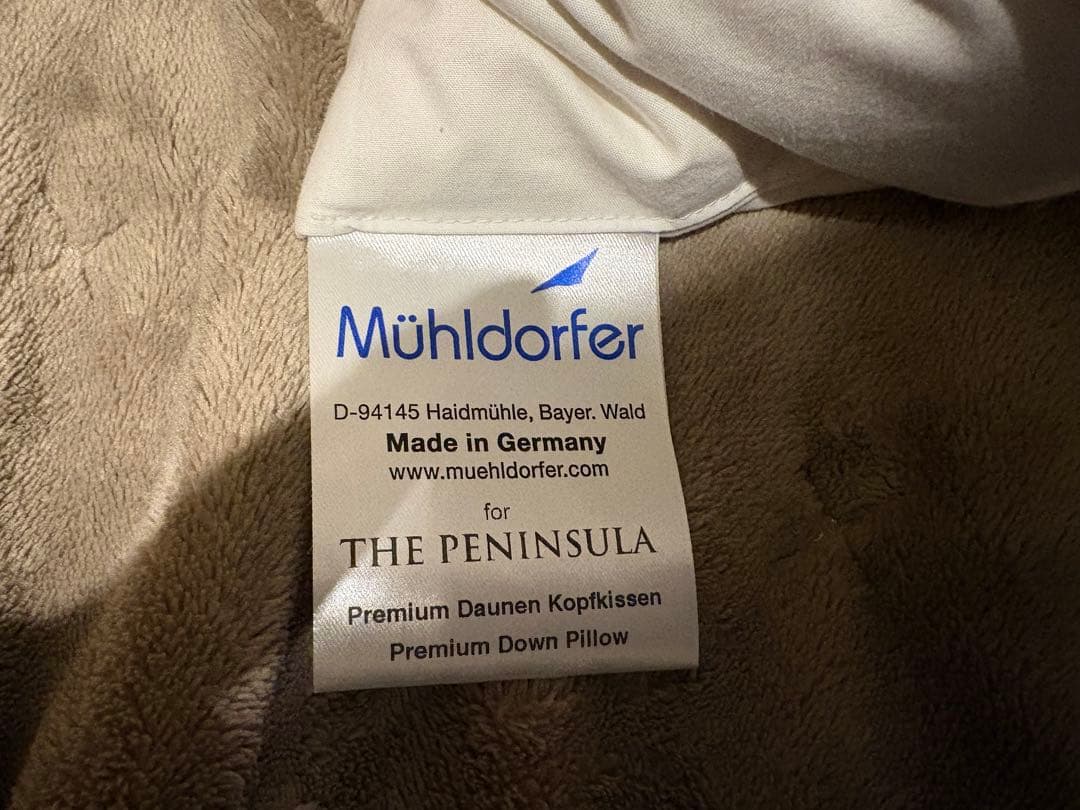 Mühldorfer
D-94145 Haidmühle, Bayer. Wald
Made in Germany
www.muehldorfer.com
for
THE PENINSULA
Premium Daunen Kopfkissen
Premium Down Pillow